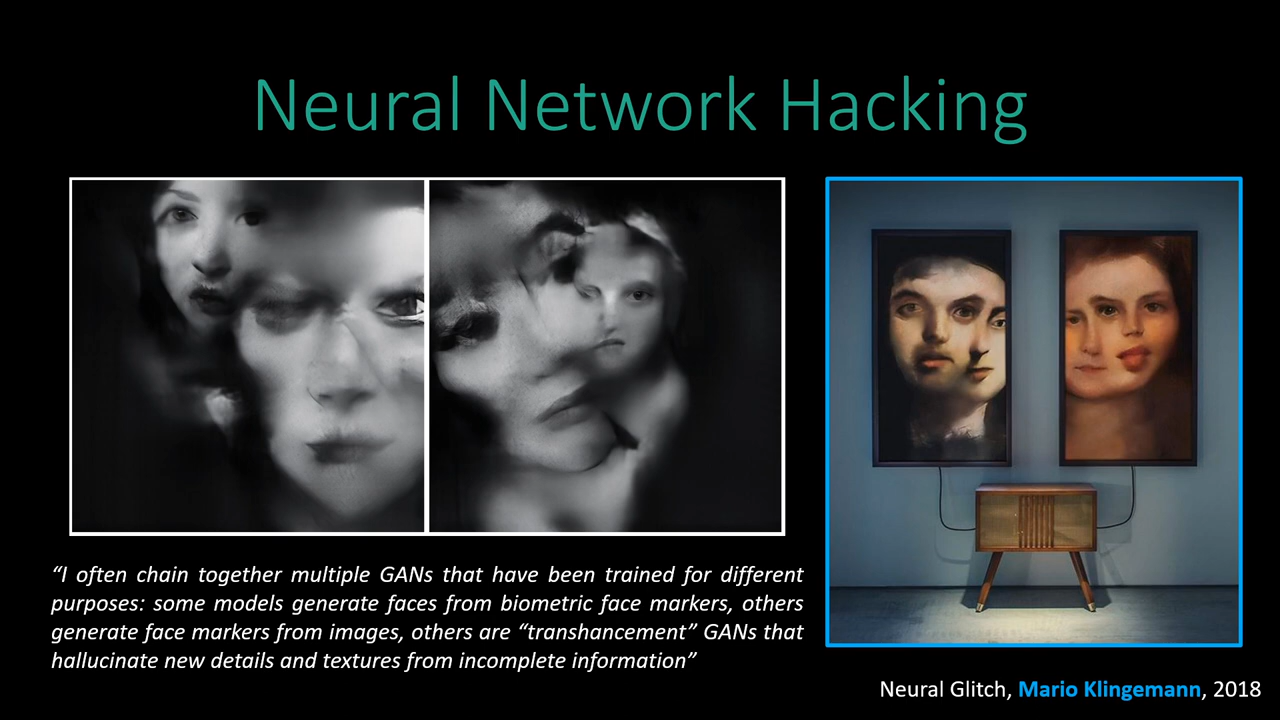 Neural Network Hacking
“I often chain together multiple GANs that have been trained for different
purposes: some models generate faces from biometric face markers, others
generate face markers from images, others are “transhancement” GANs that
hallucinate new details and textures from incomplete information”
Neural Glitch, Mario Klingemann, 2018